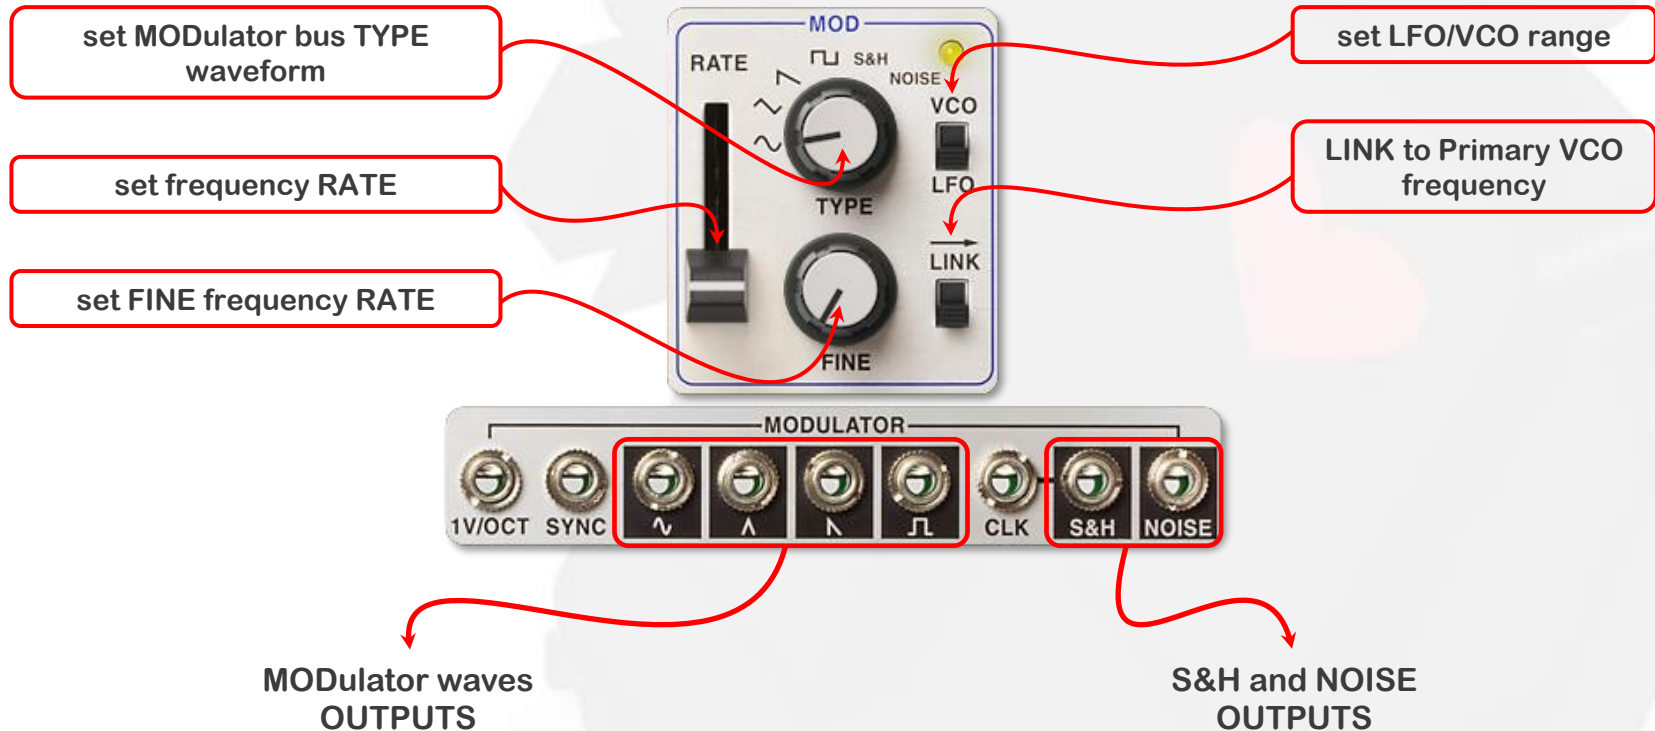 set MODulator bus TYPE
waveform
set frequency RATE
set FINE frequency RATE
MOD
RATE
S&H
NOISE
VCO
LFO
TYPE
LINK
FINE
set LFO/VCO range
LINK to Primary VCO
frequency
MODULATOR
1V/OCT SYNC CLK S&H NOISE
MODulator waves
OUTPUTS
S&H and NOISE
OUTPUTS